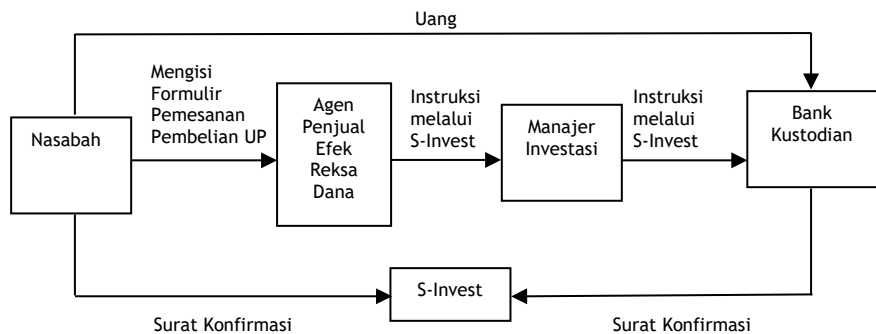 Uang
Mengisi
Formulir
Pemesanan
Pembelian UP
Nasabah
Agen
Penjual
Efek
Reksa
Dana
Instruksi
melalui
S-Invest
Manajer
Investasi
Instruksi
melalui
S-Invest
Bank
Kustodian
S-Invest
Surat Konfirmasi
Surat Konfirmasi